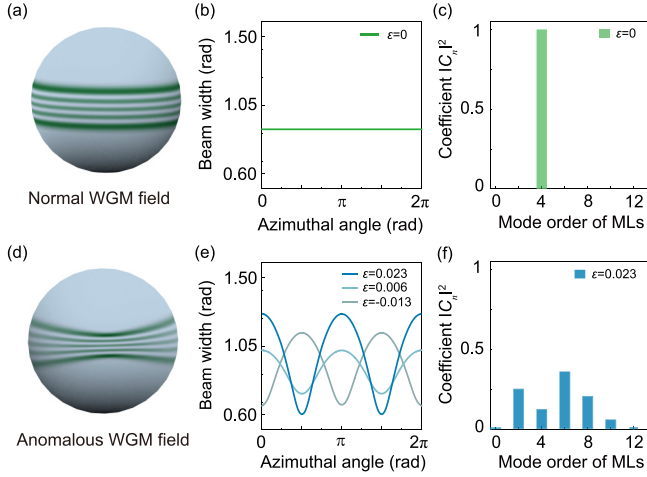 (a)
Normal WGM field
(b)
Beam width (rad)
1.50
1.05
0.60
ε=0
0
π
2π
Azimuthal angle (rad)
(c)
Coefficient |Cn|²
1
0.5
0
ε=0
0
4
8
12
Mode order of MLs
(d)
Anomalous WGM field
(e)
Beam width (rad)
1.50
1.05
0.60
ε=0.023
ε=0.006
ε=-0.013
0
π
2π
Azimuthal angle (rad)
(f)
Coefficient |Cn|²
1
0.5
0
ε=0.023
0
4
8
12
Mode order of MLs